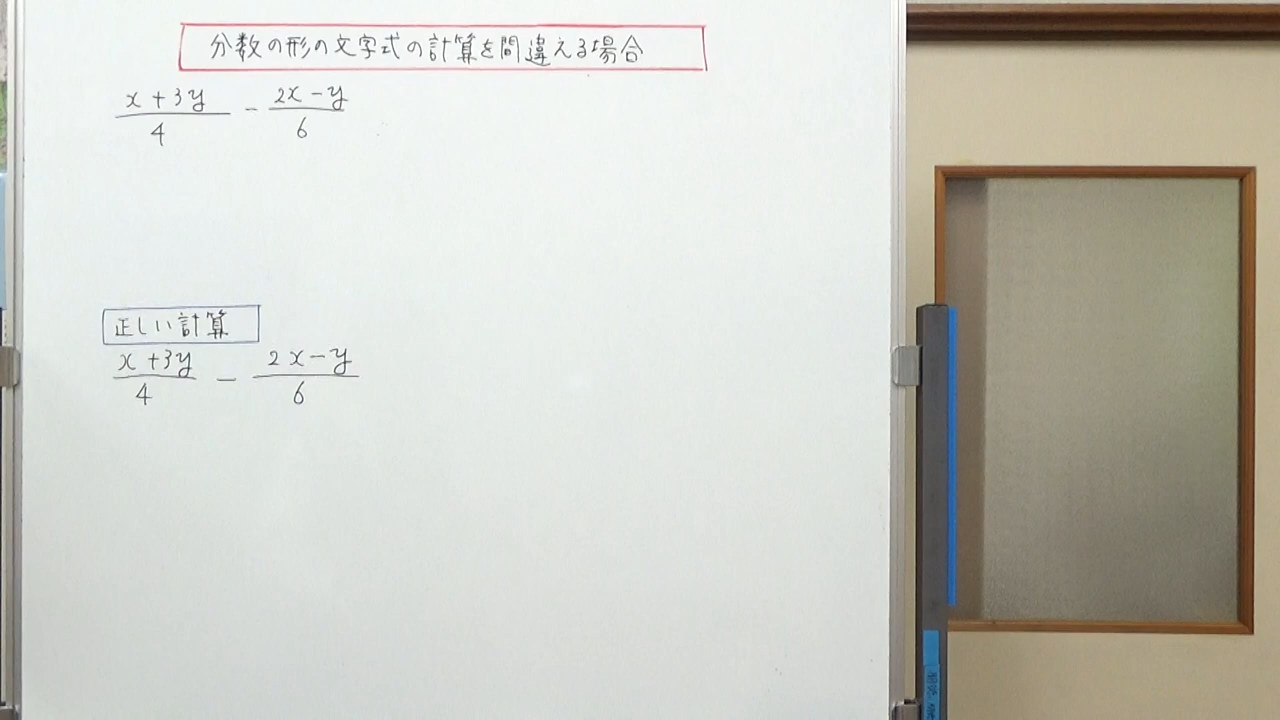 分数の形の文字式の計算を間違える場合
x + 3y / 4 − 2x − y / 6
正しい計算
x + 3y / 4 − 2x − y / 6